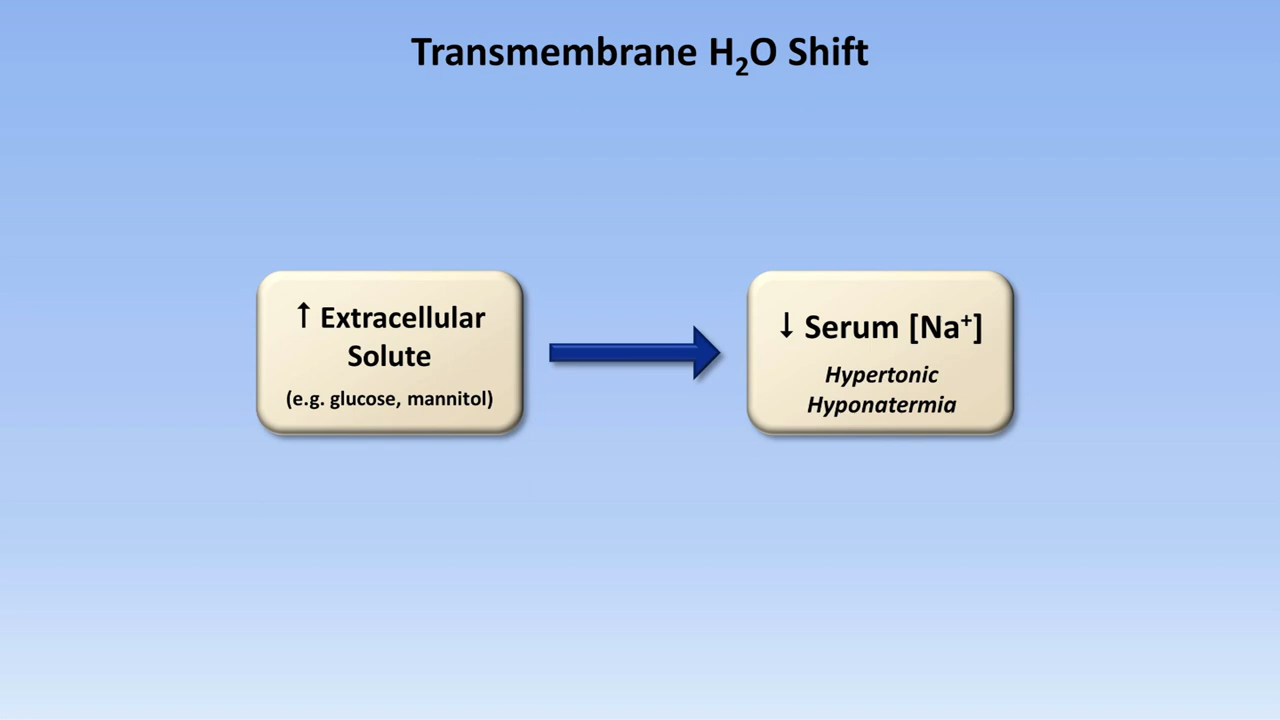 Transmembrane H₂O Shift
↑ Extracellular
Solute
(e.g. glucose, mannitol)
↓ Serum [Na⁺]
Hypertonic
Hyponatermia